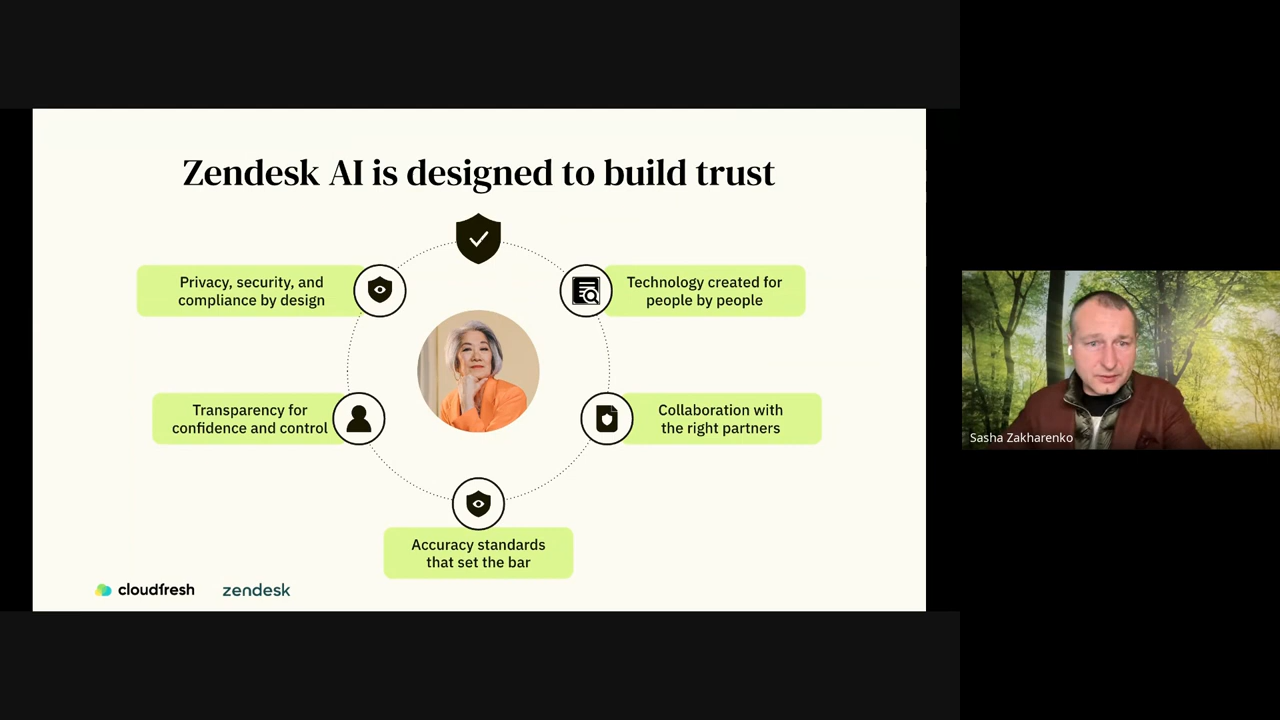 Zendesk AI is designed to build trust
Privacy, security, and
compliance by design
Technology created for
people by people
Transparency for
confidence and control
Collaboration with
the right partners
Accuracy standards
that set the bar
cloudfresh
zendesk
Sasha Zakharenko